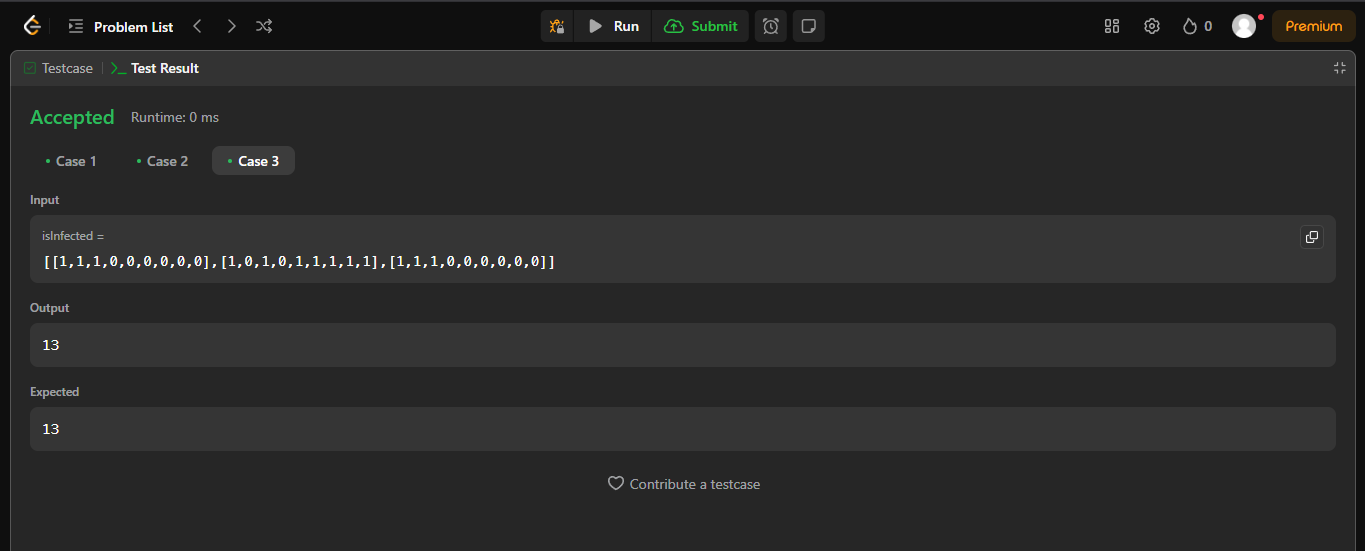 Problem List Run Submit 0 Premium
Testcase Test Result
Accepted Runtime: 0 ms
Case 1 Case 2 Case 3
Input
isInfected =
[[1,1,1,0,0,0,0,0,0],[1,0,1,0,1,1,1,1,1],[1,1,1,0,0,0,0,0,0]]
Output
13
Expected
13
Contribute a testcase